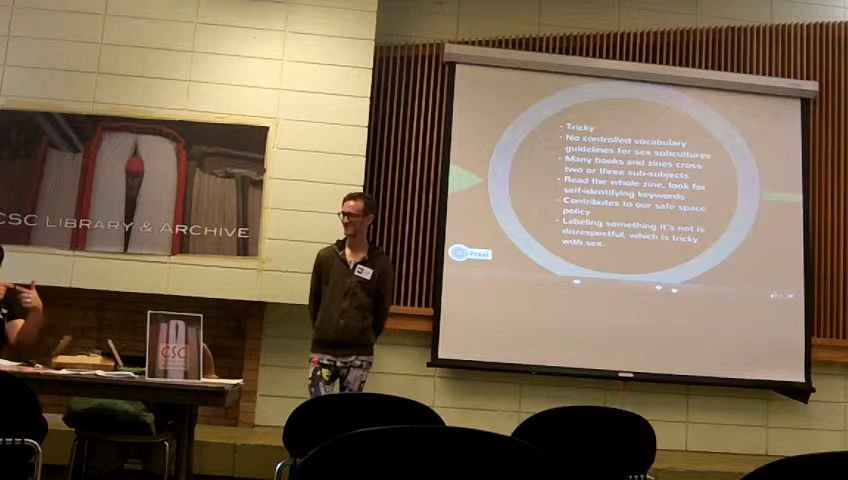 · Tricky
· No controlled vocabulary
guidelines for sex subcultures
· Many books and zines cross
two or three sub-subjects
· Read the whole zine, look for
self-identifying keywords
· Contributes to our safe space
policy
· Labeling something it's not is
disrespectful, which is tricky
with sex.
Prezi
CSC LIBRARY & ARCHIVE
CSC